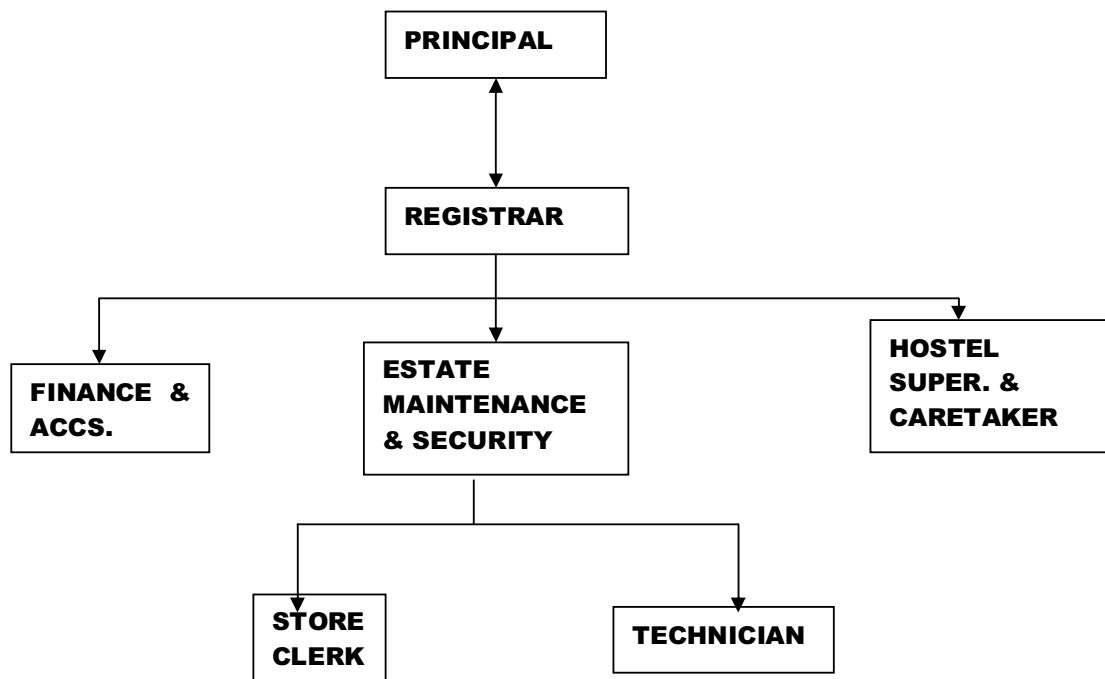 PRINCIPAL
REGISTRAR
FINANCE &
ACCS.
ESTATE
MAINTENANCE
& SECURITY
HOSTEL
SUPER. &
CARETAKER
STORE
CLERK
TECHNICIAN